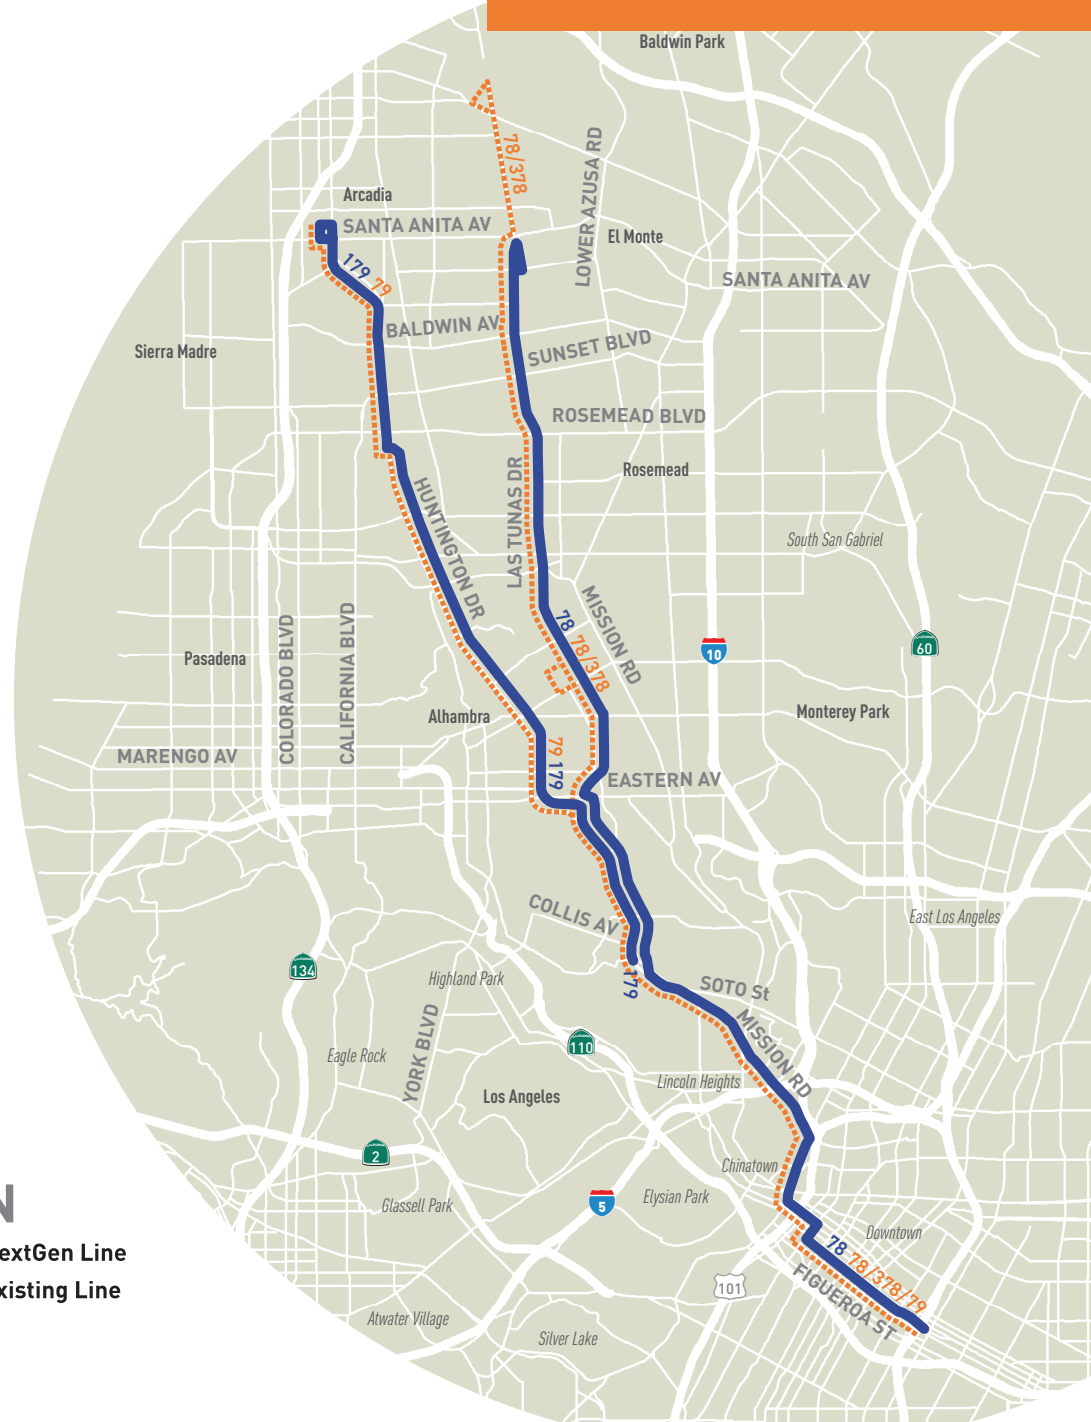 Baldwin Park
78/378
LOWER AZUSA RD
Arcadia
SANTA ANITA AV
El Monte
179 79
SANTA ANITA AV
BALDWIN AV
Sierra Madre
SUNSET BLVD
ROSEMEAD BLVD
Rosemead
LAS TUNAS DR
HUNTINGTON DR
South San Gabriel
MISSION RD
78 78/378
COLORADO BLVD
CALIFORNIA BLVD
10
60
Pasadena
Alhambra
Monterey Park
MARENGO AV
79 179
EASTERN AV
COLLIS AV
East Los Angeles
134
Highland Park
179
SOTO St
MISSION RD
YORK BLVD
110
Eagle Rock
Lincoln Heights
Los Angeles
2
Chinatown
N
Glassell Park
5
Elysian Park
Downtown
extGen Line
78 78/378/79
xisting Line
101
FIGUEROA ST
Atwater Village
Silver Lake